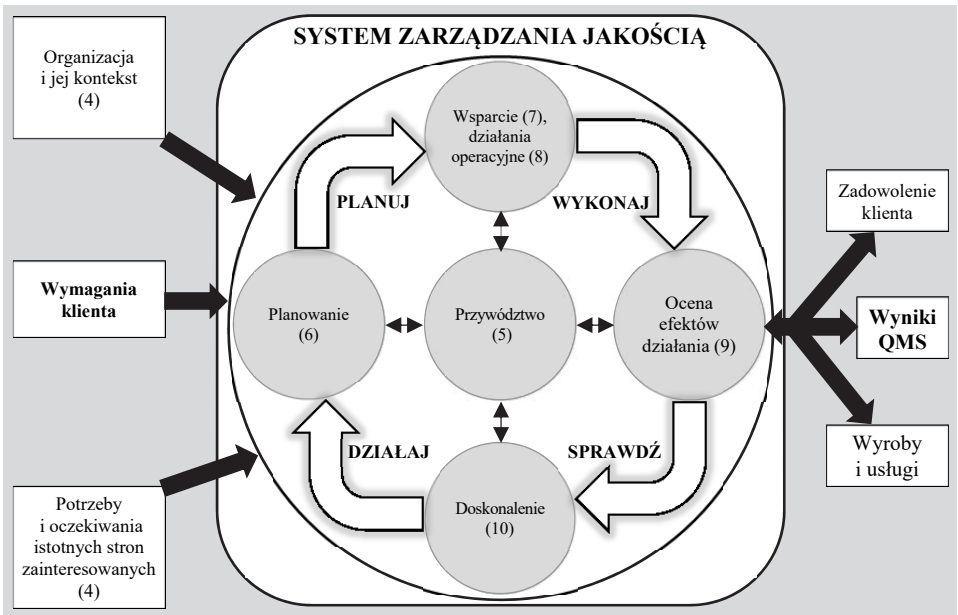 SYSTEM ZARZĄDZANIA JAKOŚCIĄ
Organizacja
i jej kontekst
(4)
Wymagania
klienta
Potrzeby
i oczekiwania
istotnych stron
zainteresowanych
(4)
Wsparcie (7),
działania
operacyjne (8)
PLANUJ
WYKONAJ
Planowanie
(6)
Przywództwo
(5)
Ocena
efektów
działania (9)
DZIAŁAJ
SPRAWDŹ
Doskonalenie
(10)
Zadowolenie
klienta
Wyniki
QMS
Wyroby
i usługi